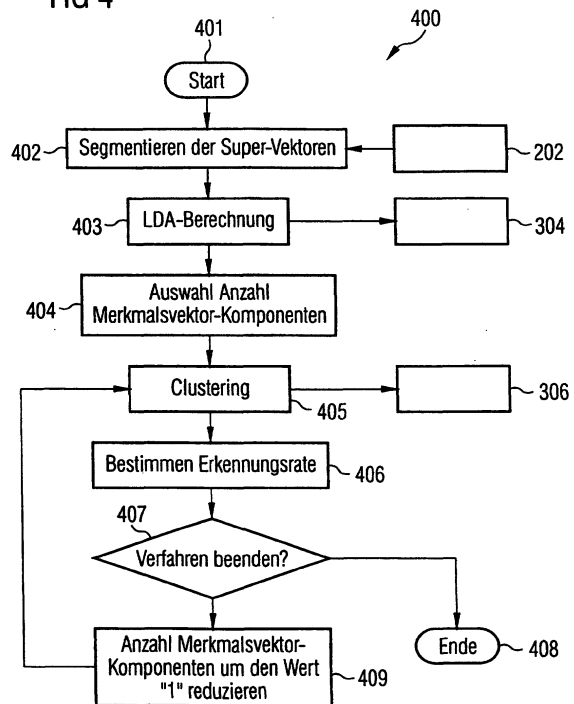 FIG 4
400
401
Start
402
Segmentieren der Super-Vektoren
202
403
LDA-Berechnung
304
404
Auswahl Anzahl
Merkmalsvektor-Komponenten
Clustering
405
306
Bestimmen Erkennungsrate
406
407
Verfahren beenden?
Ende
408
Anzahl Merkmalsvektor-
Komponenten um den Wert
"1" reduzieren
409